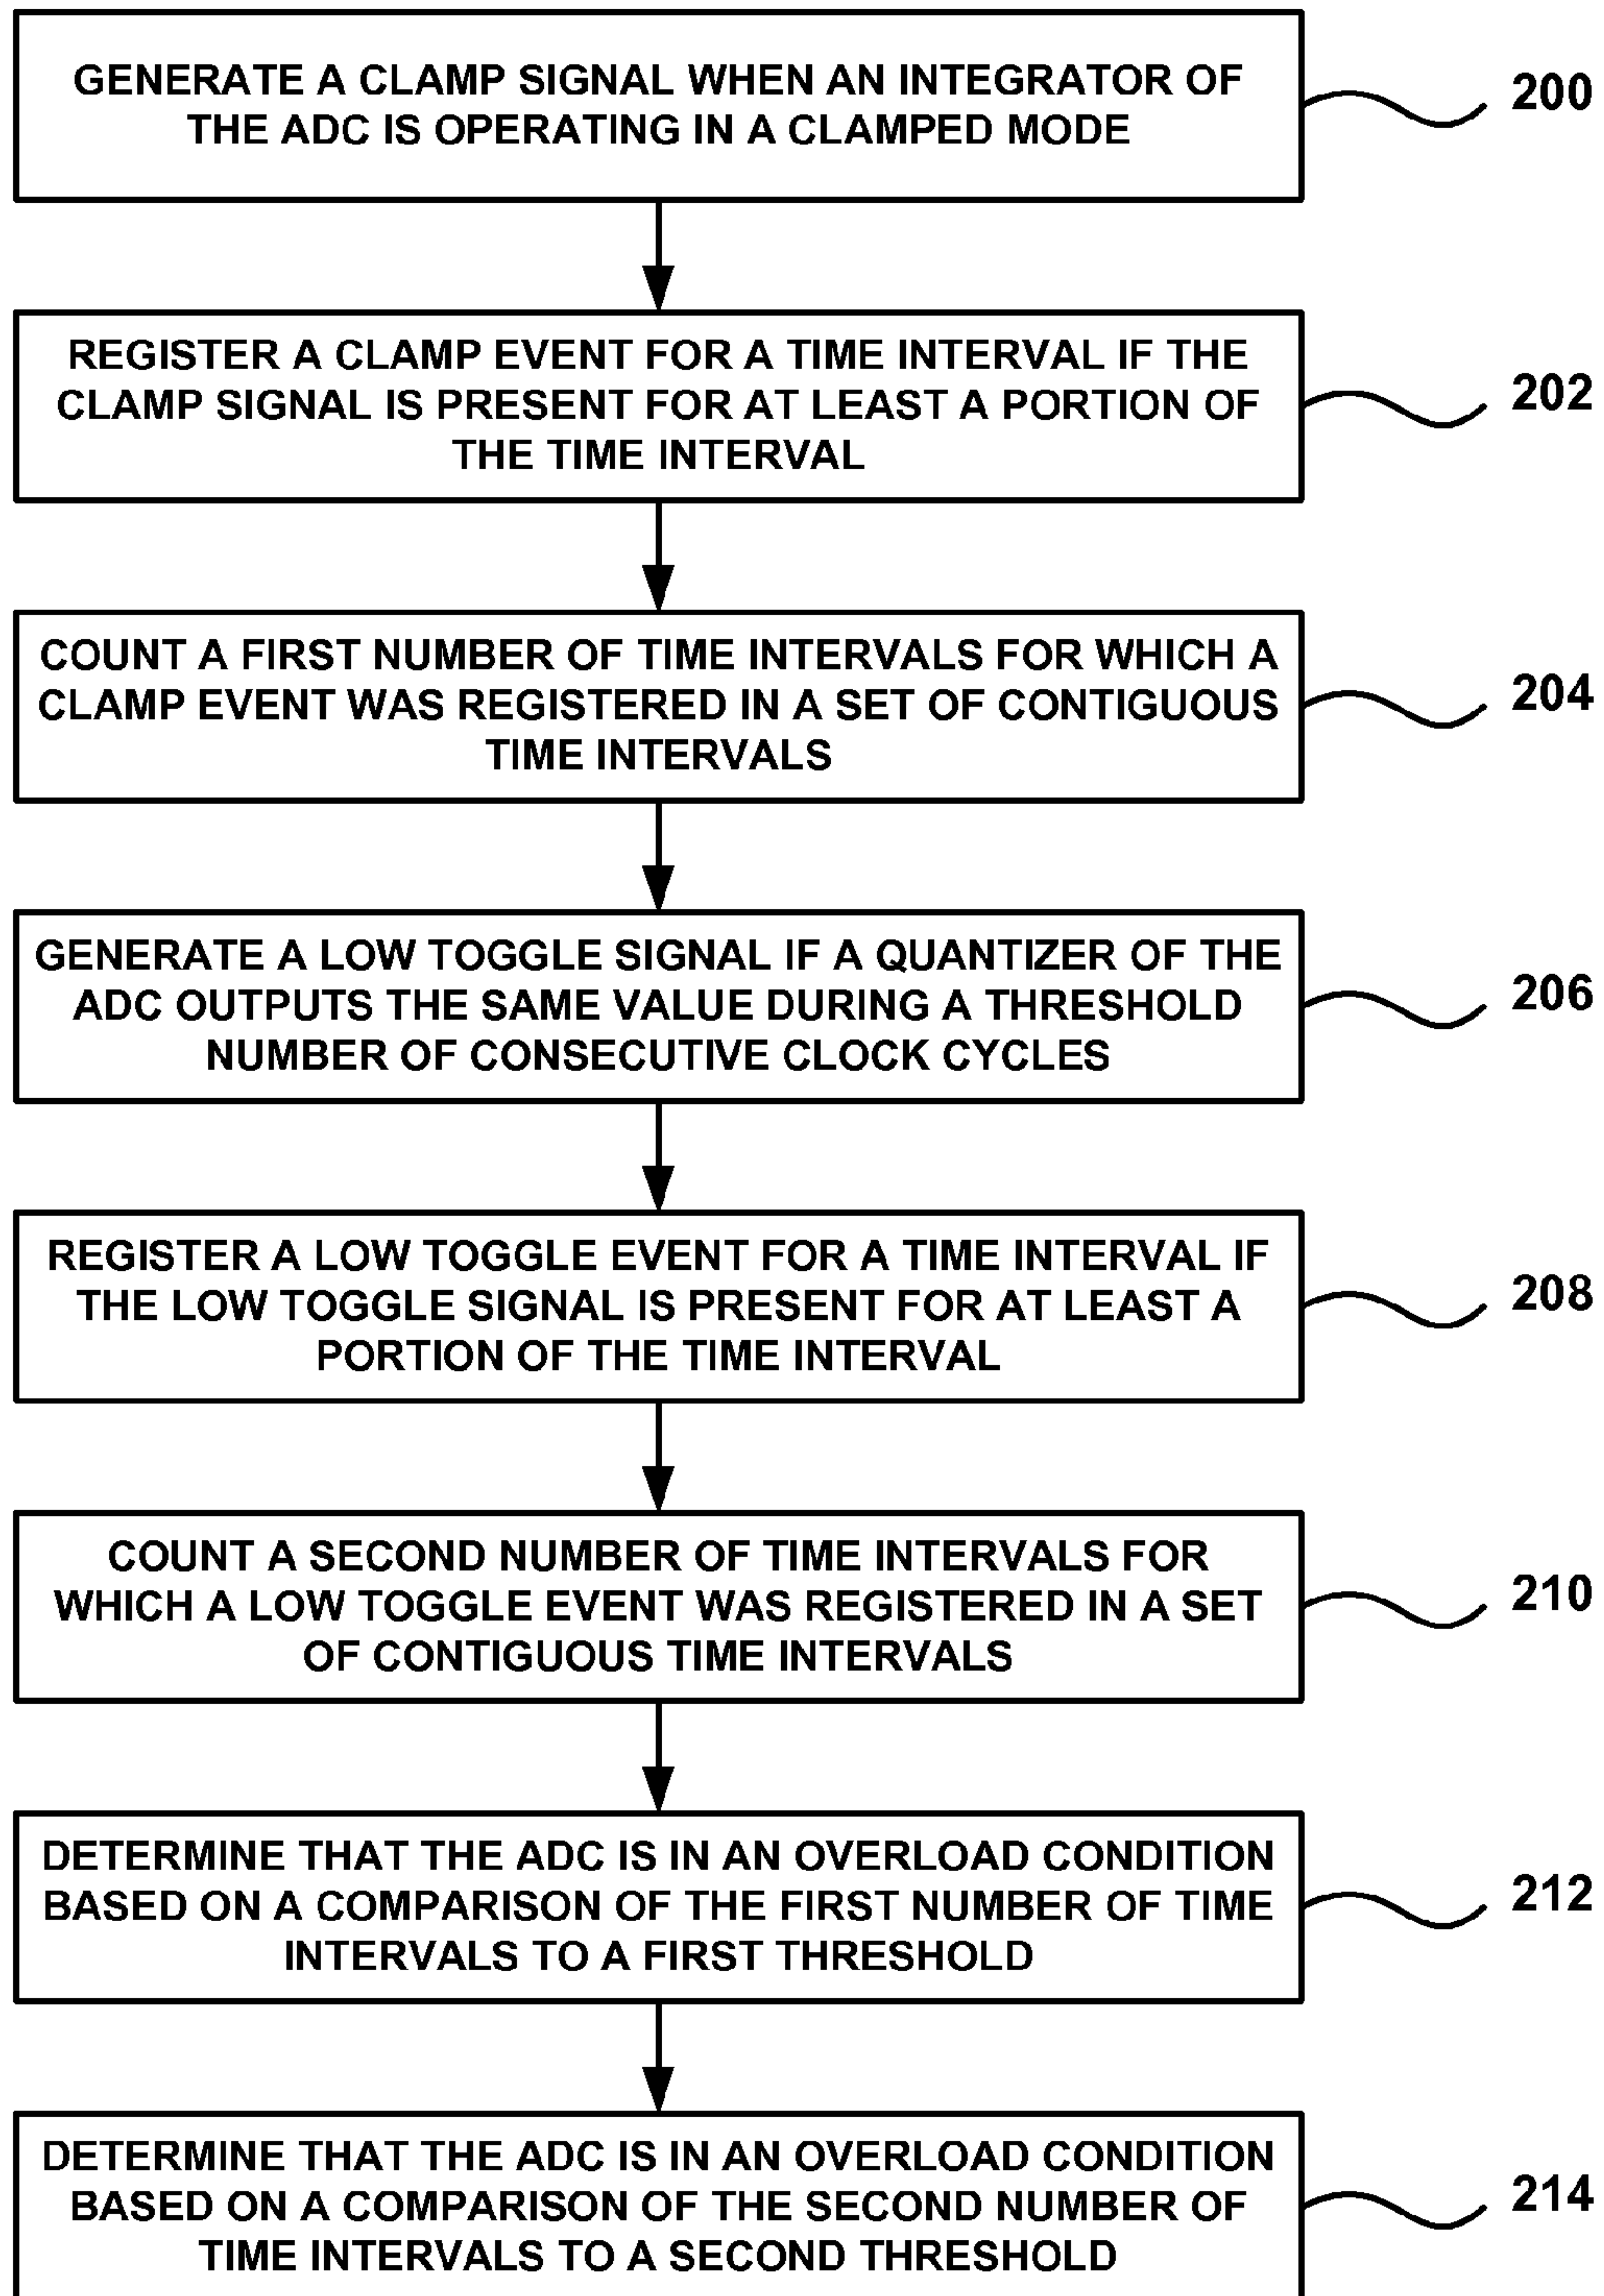 GENERATE A CLAMP SIGNAL WHEN AN INTEGRATOR OF
THE ADC IS OPERATING IN A CLAMPED MODE
200
REGISTER A CLAMP EVENT FOR A TIME INTERVAL IF THE
CLAMP SIGNAL IS PRESENT FOR AT LEAST A PORTION OF
THE TIME INTERVAL
202
COUNT A FIRST NUMBER OF TIME INTERVALS FOR WHICH A
CLAMP EVENT WAS REGISTERED IN A SET OF CONTIGUOUS
TIME INTERVALS
204
GENERATE A LOW TOGGLE SIGNAL IF A QUANTIZER OF THE
ADC OUTPUTS THE SAME VALUE DURING A THRESHOLD
NUMBER OF CONSECUTIVE CLOCK CYCLES
206
REGISTER A LOW TOGGLE EVENT FOR A TIME INTERVAL IF
THE LOW TOGGLE SIGNAL IS PRESENT FOR AT LEAST A
PORTION OF THE TIME INTERVAL
208
COUNT A SECOND NUMBER OF TIME INTERVALS FOR
WHICH A LOW TOGGLE EVENT WAS REGISTERED IN A SET
OF CONTIGUOUS TIME INTERVALS
210
DETERMINE THAT THE ADC IS IN AN OVERLOAD CONDITION
BASED ON A COMPARISON OF THE FIRST NUMBER OF TIME
INTERVALS TO A FIRST THRESHOLD
212
DETERMINE THAT THE ADC IS IN AN OVERLOAD CONDITION
BASED ON A COMPARISON OF THE SECOND NUMBER OF
TIME INTERVALS TO A SECOND THRESHOLD
214